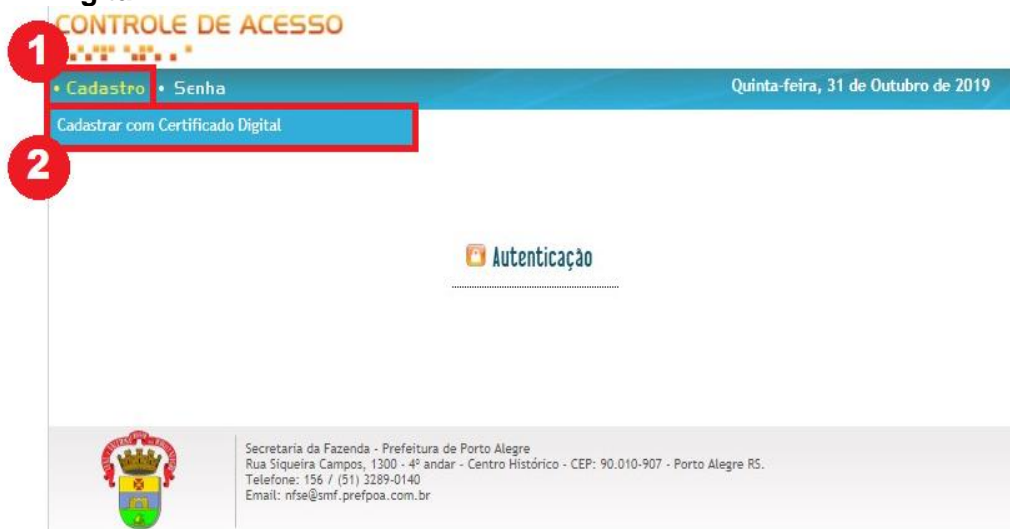 CONTROLE DE ACESSO
1
• Cadastro • Senha
Quinta-feira, 31 de Outubro de 2019
Cadastrar com Certificado Digital
2
Autenticação
Secretaria da Fazenda - Prefeitura de Porto Alegre
Rua Siqueira Campos, 1300 - 4º andar - Centro Histórico - CEP: 90.010-907 - Porto Alegre RS.
Telefone: 156 / (51) 3289-0140
Email: nfse@smf.prefpoa.com.br